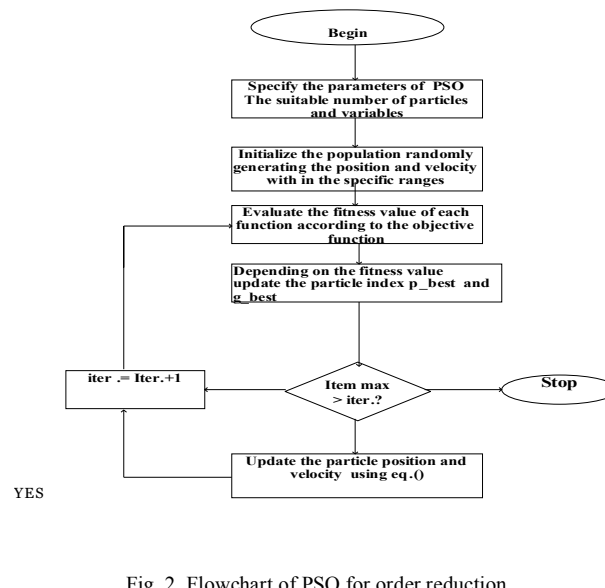 Begin
Specify the parameters of PSO
The suitable number of particles
and variables
Initialize the population randomly
generating the position and velocity
with in the specific ranges
Evaluate the fitness value of each
function according to the objective
function
Depending on the fitness value
update the particle index p_best and
g_best
iter .= Iter.+1
Item max
> iter.?
Stop
Update the particle position and
velocity using eq.()
YES
Fig. 2. Flowchart of PSO for order reduction